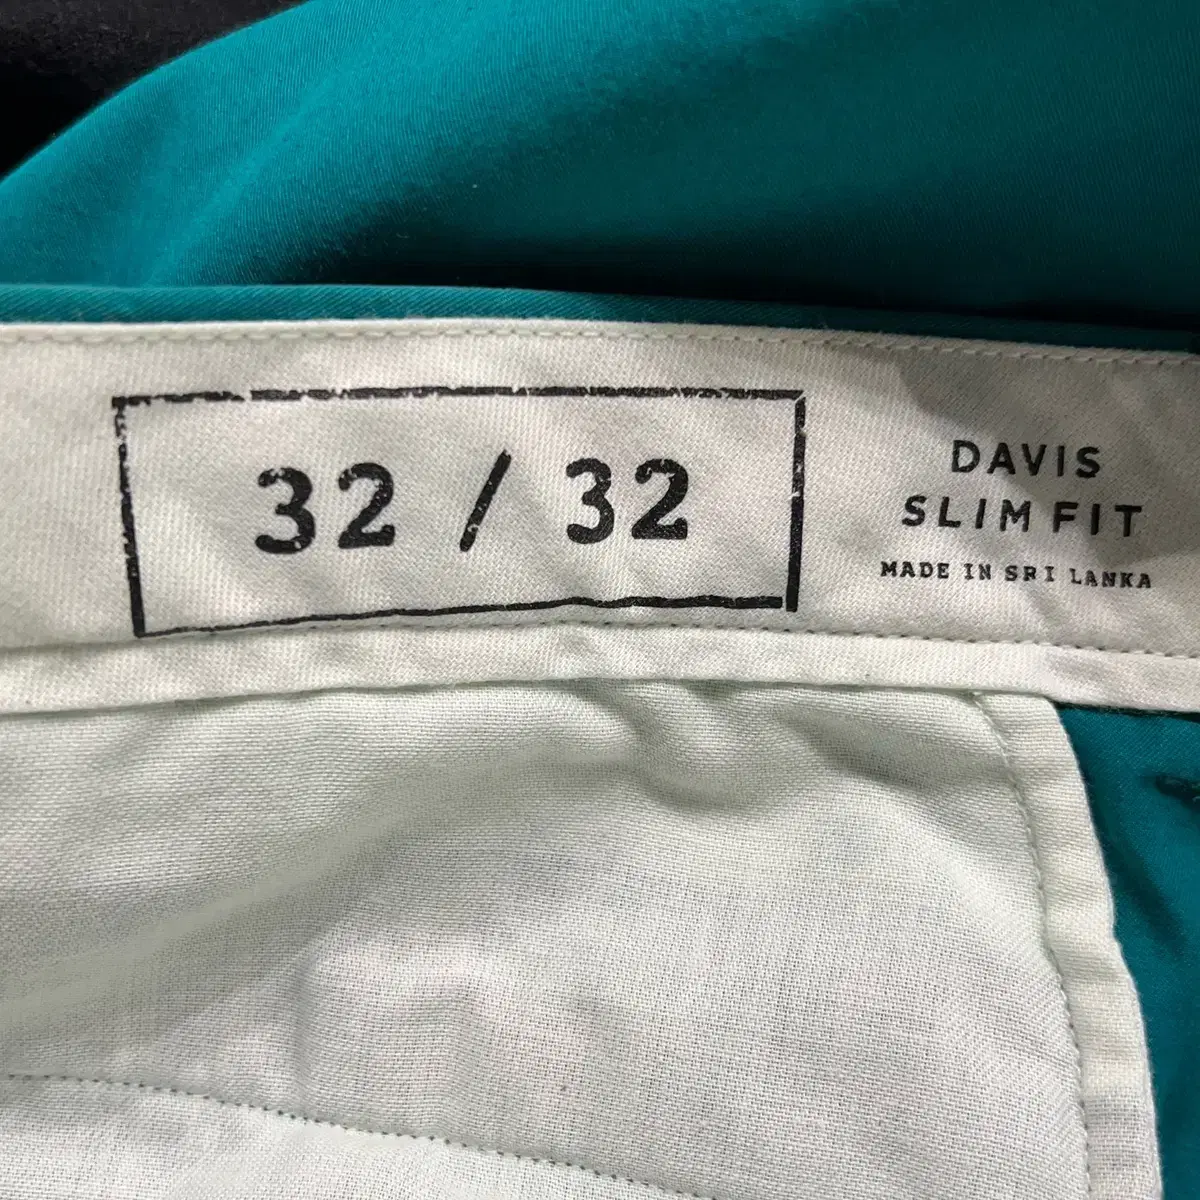 32 / 32
DAVIS
SLIM FIT
MADE IN SRI LANKA